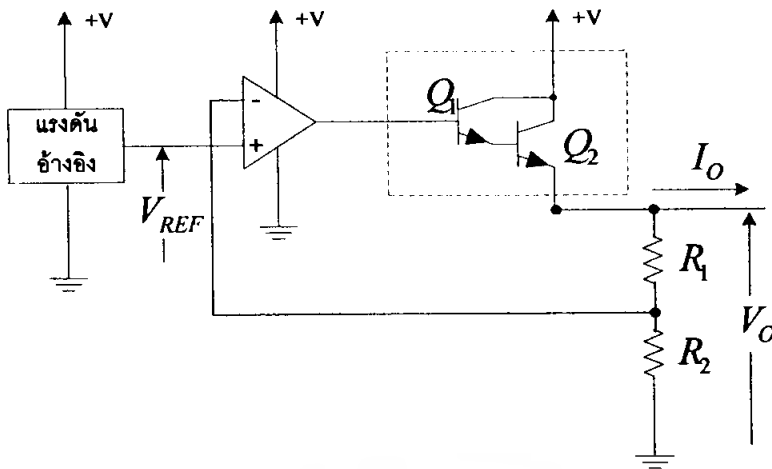 +V
+V
+V
แรงดัน
อ้างอิง
V_REF
-
+
Q₁
Q₂
I_O
R₁
R₂
V_O